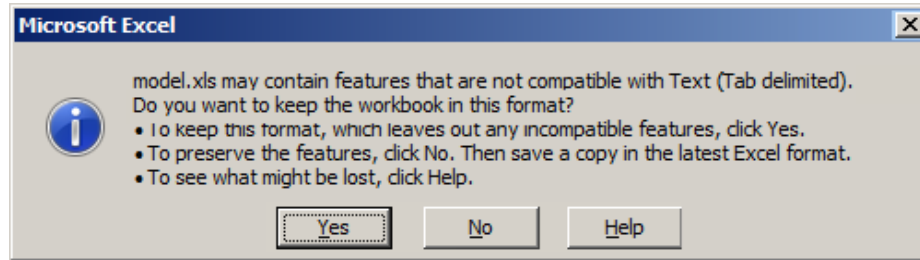 Microsoft Excel
model.xls may contain features that are not compatible with Text (Tab delimited).
Do you want to keep the workbook in this format?
• To keep this format, which leaves out any incompatible features, click Yes.
• To preserve the features, click No. Then save a copy in the latest Excel format.
• To see what might be lost, click Help.
Yes No Help